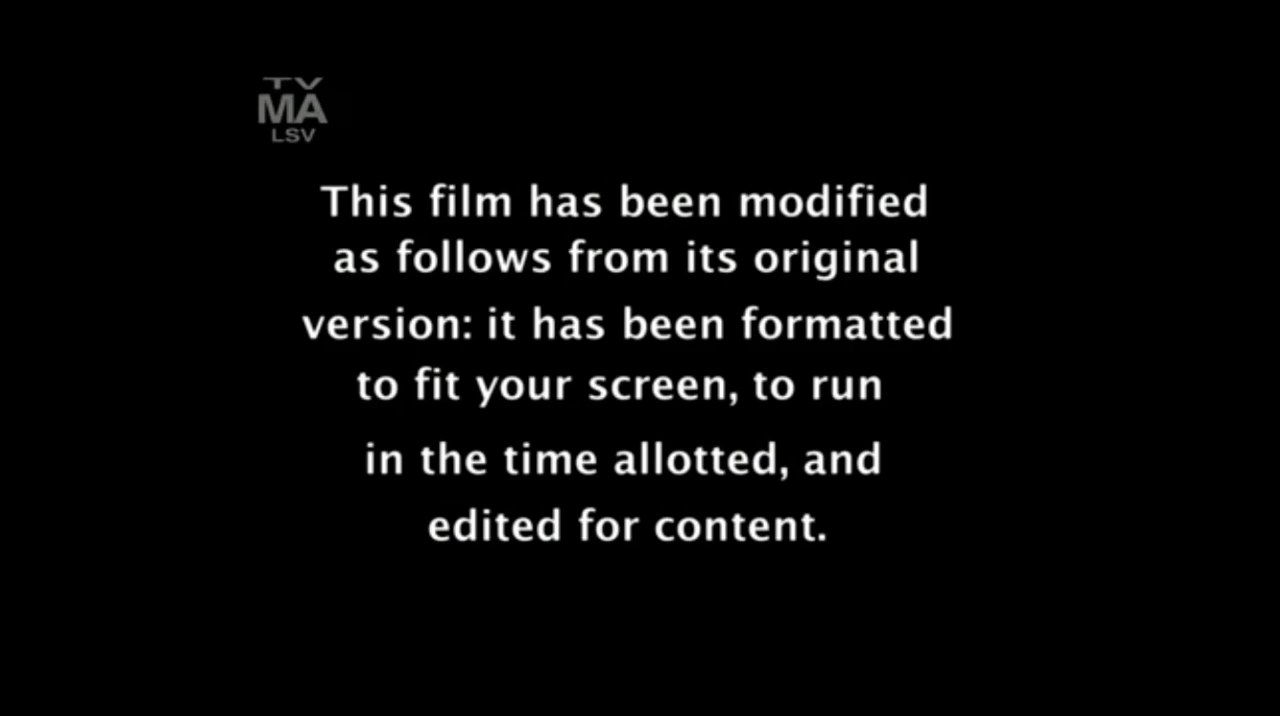 TV
MA
LSV
This film has been modified
as follows from its original
version: it has been formatted
to fit your screen, to run
in the time allotted, and
edited for content.